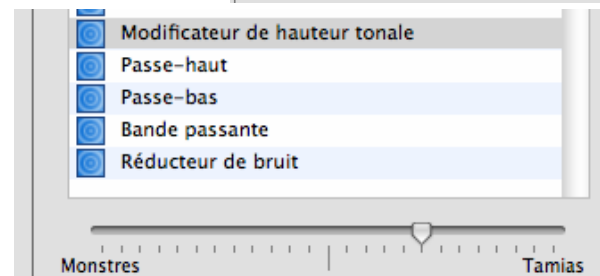 Modificateur de hauteur tonale
Passe-haut
Passe-bas
Bande passante
Réducteur de bruit
Monstres Tamias